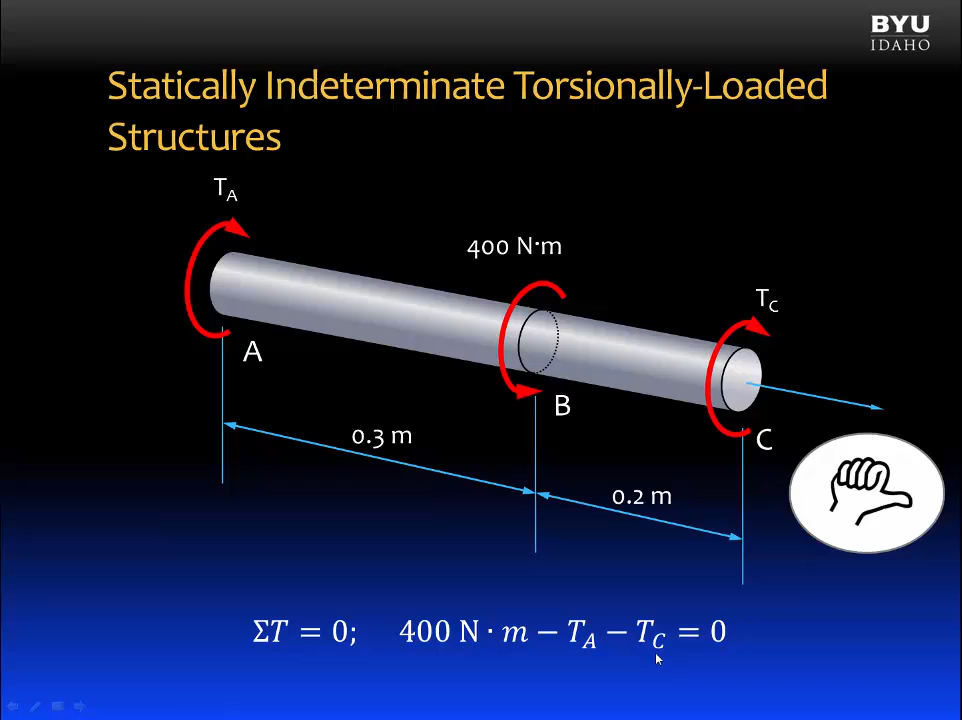 BYU
IDAHO
Statically Indeterminate Torsionally-Loaded
Structures
T_A
400 N·m
T_C
A
B
C
0.3 m
0.2 m
Σ𝑇 = 0; 400 N · 𝑚 − 𝑇_𝐴 − 𝑇_𝐶 = 0